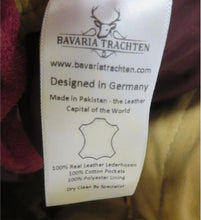 BAVARIA TRACHTEN
www.bavariatrachten.com
Designed in Germany
Made in Pakistan - the Leather
Capital of the World
100% Real Leather Lederhosen
100% Cotton Pockets
100% Polyester Lining
Dry Clean By Specialist